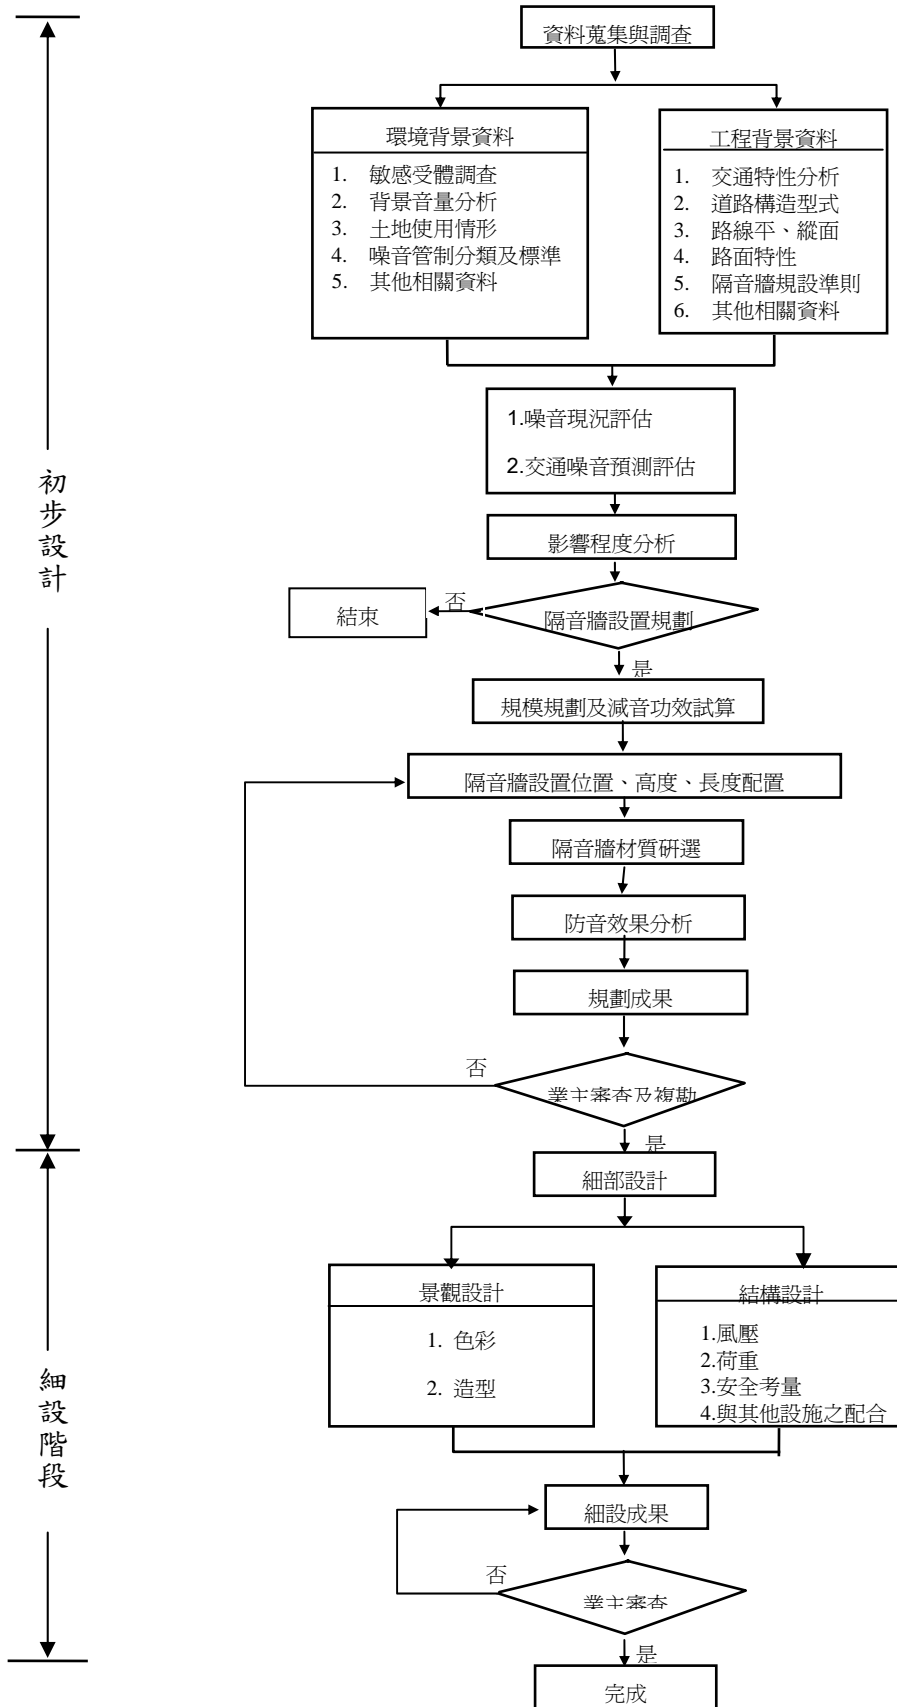 資料蒐集與調查
環境背景資料
1. 敏感受體調查
2. 背景音量分析
3. 土地使用情形
4. 噪音管制分類及標準
5. 其他相關資料
工程背景資料
1. 交通特性分析
2. 道路構造型式
3. 路線平、縱面
4. 路面特性
5. 隔音牆規設準則
6. 其他相關資料
1.噪音現況評估
2.交通噪音預測評估
影響程度分析
初步設計
隔音牆設置規劃
否
結束
是
規模規劃及減音功效試算
隔音牆設置位置、高度、長度配置
隔音牆材質研選
防音效果分析
規劃成果
業主審查及複勘
否
是
細部設計
景觀設計
1. 色彩
2. 造型
結構設計
1.風壓
2.荷重
3.安全考量
4.與其他設施之配合
細設階段
細設成果
業主審查
否
是
完成